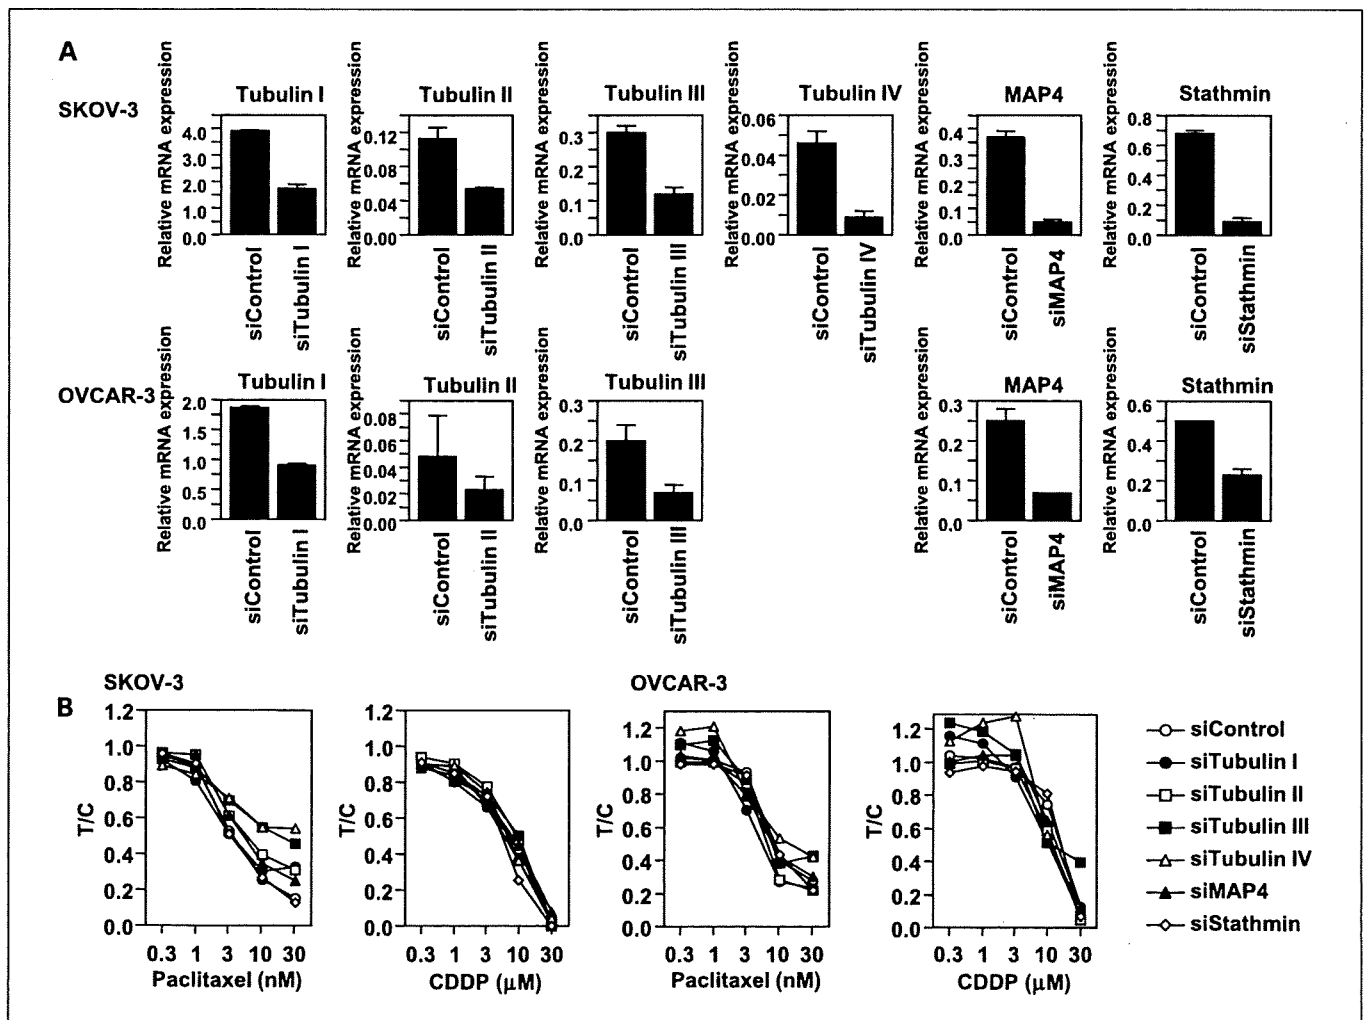 A
SKOV-3
Relative mRNA expression
Tubulin I
4.0
3.0
2.0
1.0
0.0
siControl
siTubulin I
Relative mRNA expression
Tubulin II
0.12
0.08
0.04
0.00
siControl
siTubulin II
Relative mRNA expression
Tubulin III
0.3
0.2
0.1
0.0
siControl
siTubulin III
Relative mRNA expression
Tubulin IV
0.06
0.04
0.02
0.00
siControl
siTubulin IV
Relative mRNA expression
MAP4
0.4
0.3
0.2
0.1
0.0
siControl
siMAP4
Relative mRNA expression
Stathmin
0.8
0.6
0.4
0.2
0.0
siControl
siStathmin
OVCAR-3
Relative mRNA expression
Tubulin I
2.0
1.5
1.0
0.5
0.0
siControl
siTubulin I
Relative mRNA expression
Tubulin II
0.08
0.06
0.04
0.02
0.00
siControl
siTubulin II
Relative mRNA expression
Tubulin III
0.3
0.2
0.1
0.0
siControl
siTubulin III
Relative mRNA expression
MAP4
0.3
0.2
0.1
0.0
siControl
siMAP4
Relative mRNA expression
Stathmin
0.6
0.4
0.2
0.0
siControl
siStathmin
B
SKOV-3
T/C
1.2
1.0
0.8
0.6
0.4
0.2
0.0
0.3 1 3 10 30
Paclitaxel (nM)
T/C
1.2
1.0
0.8
0.6
0.4
0.2
0.0
0.3 1 3 10 30
CDDP (μM)
OVCAR-3
T/C
1.2
1.0
0.8
0.6
0.4
0.2
0.0
0.3 1 3 10 30
Paclitaxel (nM)
T/C
1.2
1.0
0.8
0.6
0.4
0.2
0.0
0.3 1 3 10 30
CDDP (μM)
siControl
siTubulin I
siTubulin II
siTubulin III
siTubulin IV
siMAP4
siStathmin